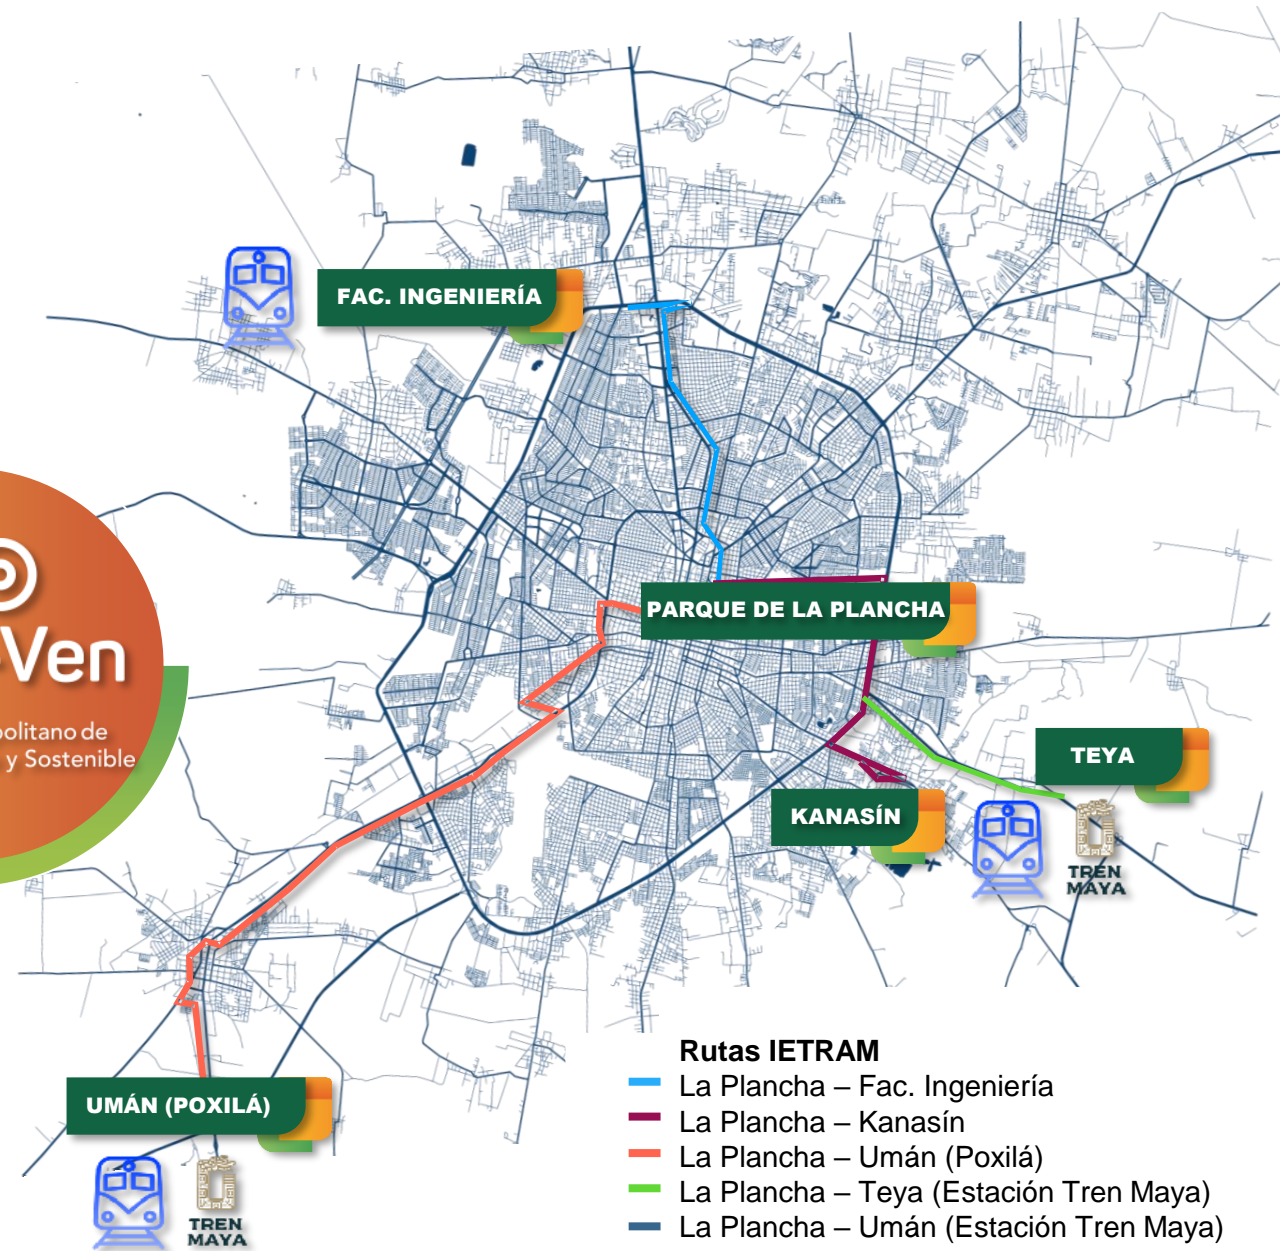 FAC. INGENIERÍA
PARQUE DE LA PLANCHA
Ven
politano de
y Sostenible
TEYA
KANASÍN
TREN
MAYA
UMÁN (POXILÁ)
TREN
MAYA
Rutas IETRAM
La Plancha – Fac. Ingeniería
La Plancha – Kanasín
La Plancha – Umán (Poxilá)
La Plancha – Teya (Estación Tren Maya)
La Plancha – Umán (Estación Tren Maya)